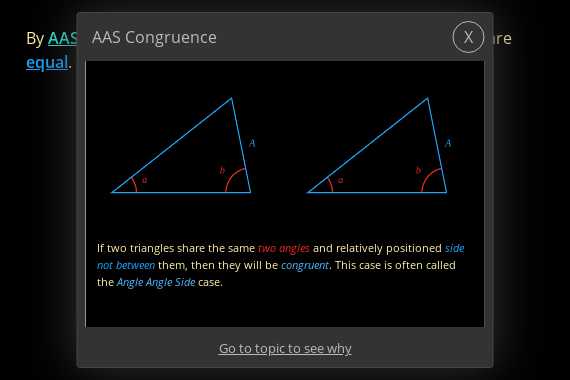 AAS Congruence X
By AAS are
equal.
A A
b b
a a
If two triangles share the same two angles and relatively positioned side
not between them, then they will be congruent. This case is often called
the Angle Angle Side case.
Go to topic to see why